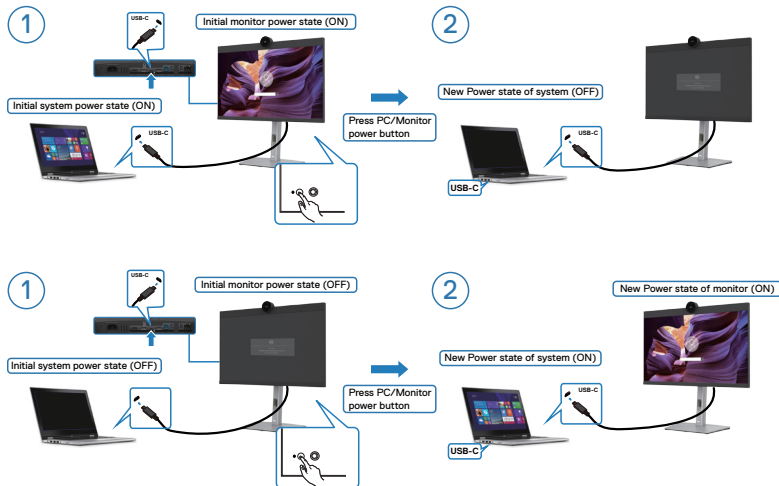 1
USB-C
Initial monitor power state (ON)
2
Initial system power state (ON)
USB-C
Press PC/Monitor
power button
New Power state of system (OFF)
USB-C
USB-C
1
USB-C
Initial monitor power state (OFF)
2
New Power state of monitor (ON)
Initial system power state (OFF)
USB-C
Press PC/Monitor
power button
New Power state of system (ON)
USB-C
USB-C